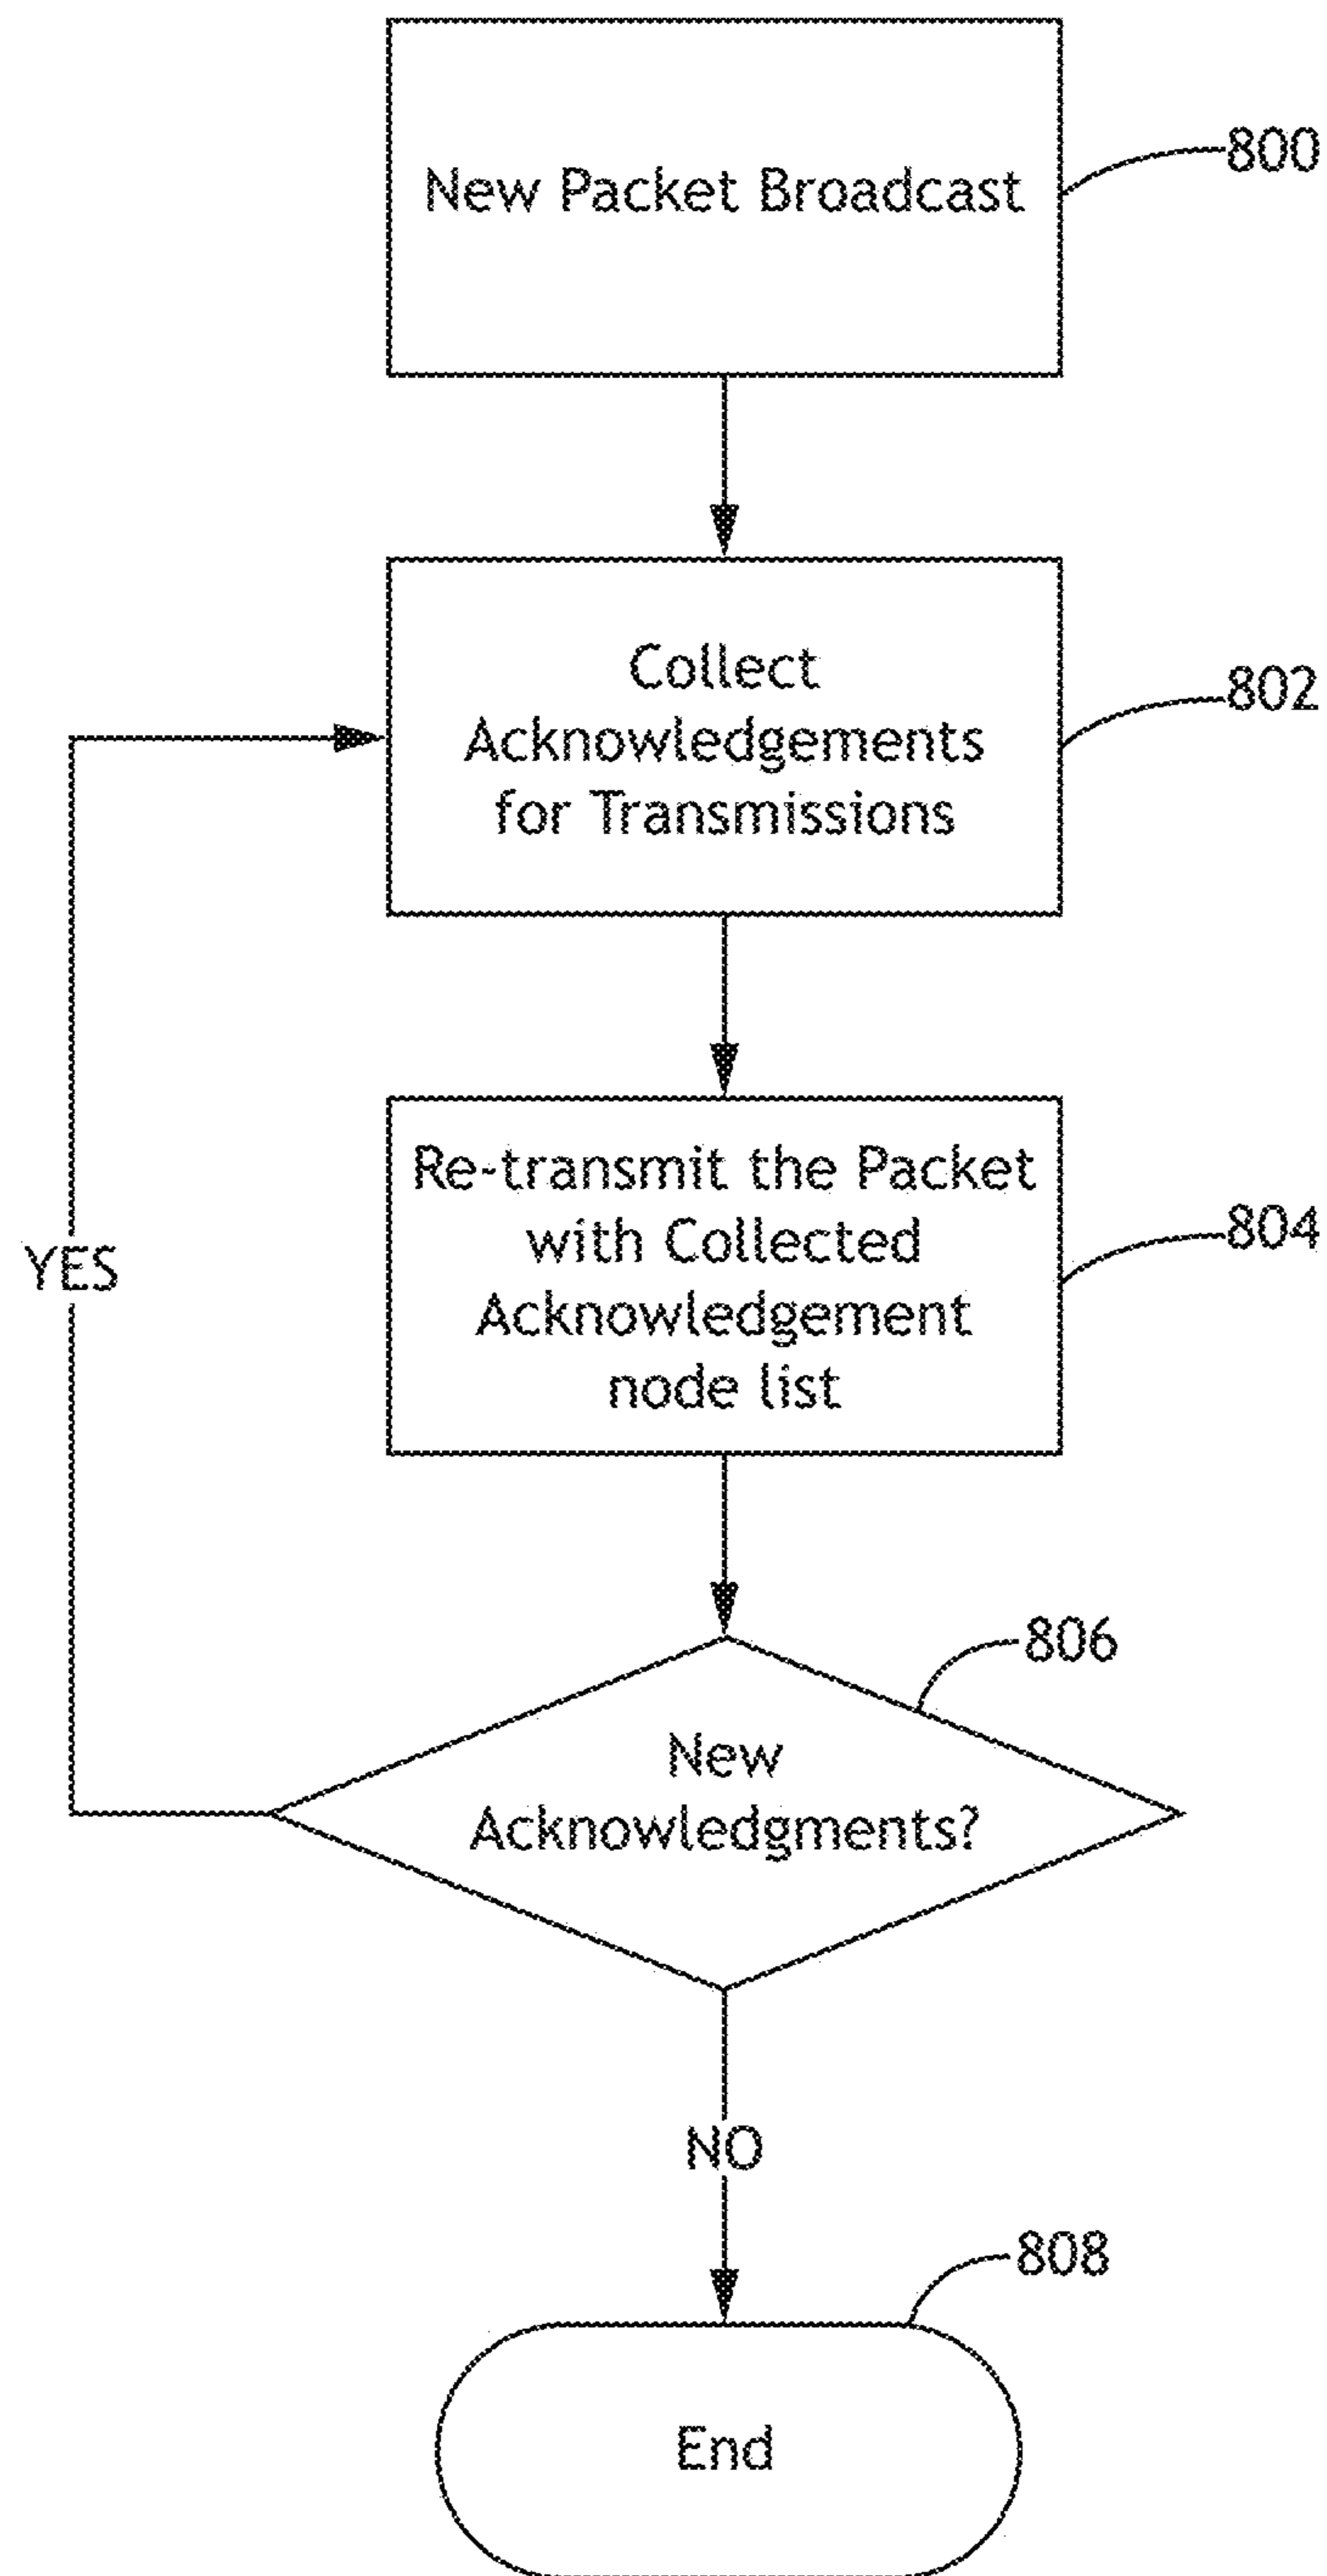 New Packet Broadcast
800
Collect
Acknowledgements
for Transmissions
802
Re-transmit the Packet
with Collected
Acknowledgement
node list
804
YES
806
New
Acknowledgments?
NO
808
End